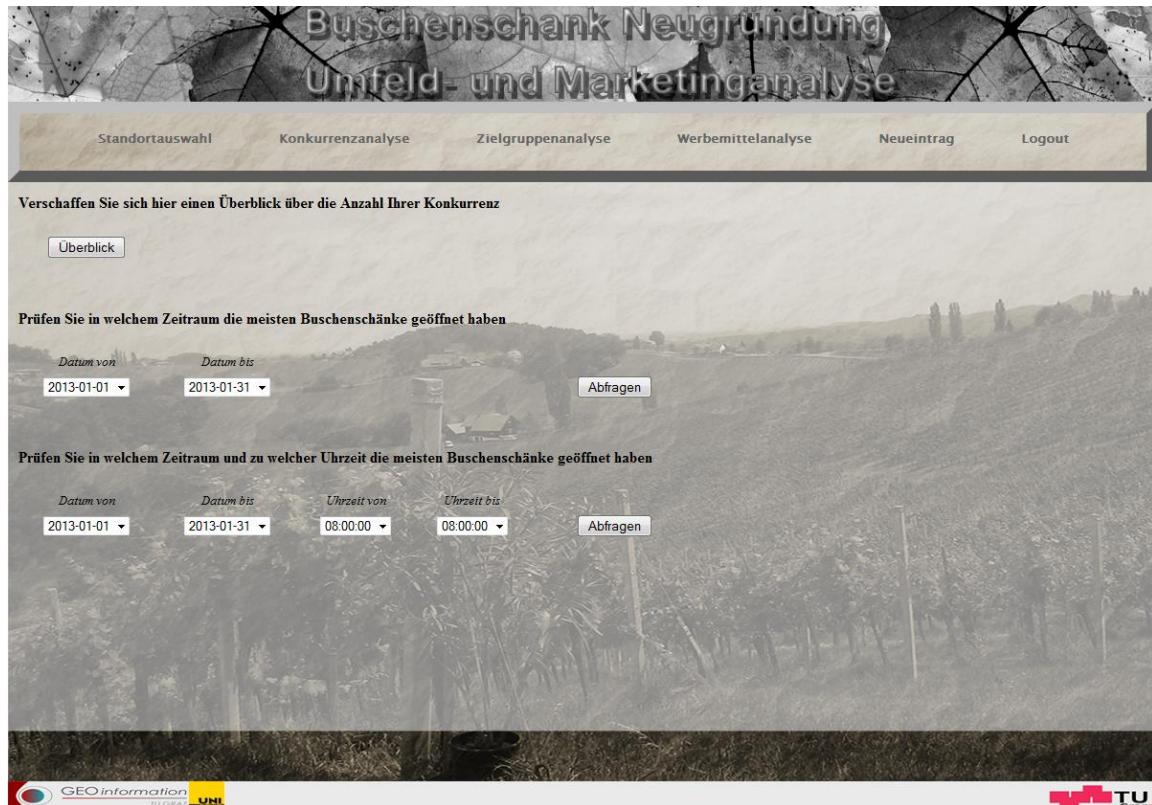 Buschenschank Neugründung
Umfeld- und Marketinganalyse
Standortauswahl Konkurrenzanalyse Zielgruppenanalyse Werbemittelanalyse Neueintrag Logout
Verschaffen Sie sich hier einen Überblick über die Anzahl Ihrer Konkurrenz
Überblick
Prüfen Sie in welchem Zeitraum die meisten Buschenschänke geöffnet haben
Datum von Datum bis
2013-01-01 2013-01-31 Abfragen
Prüfen Sie in welchem Zeitraum und zu welcher Uhrzeit die meisten Buschenschänke geöffnet haben
Datum von Datum bis Uhrzeit von Uhrzeit bis
2013-01-01 2013-01-31 08:00:00 08:00:00 Abfragen
GEOinformation
TU GRAZ UNI
TU